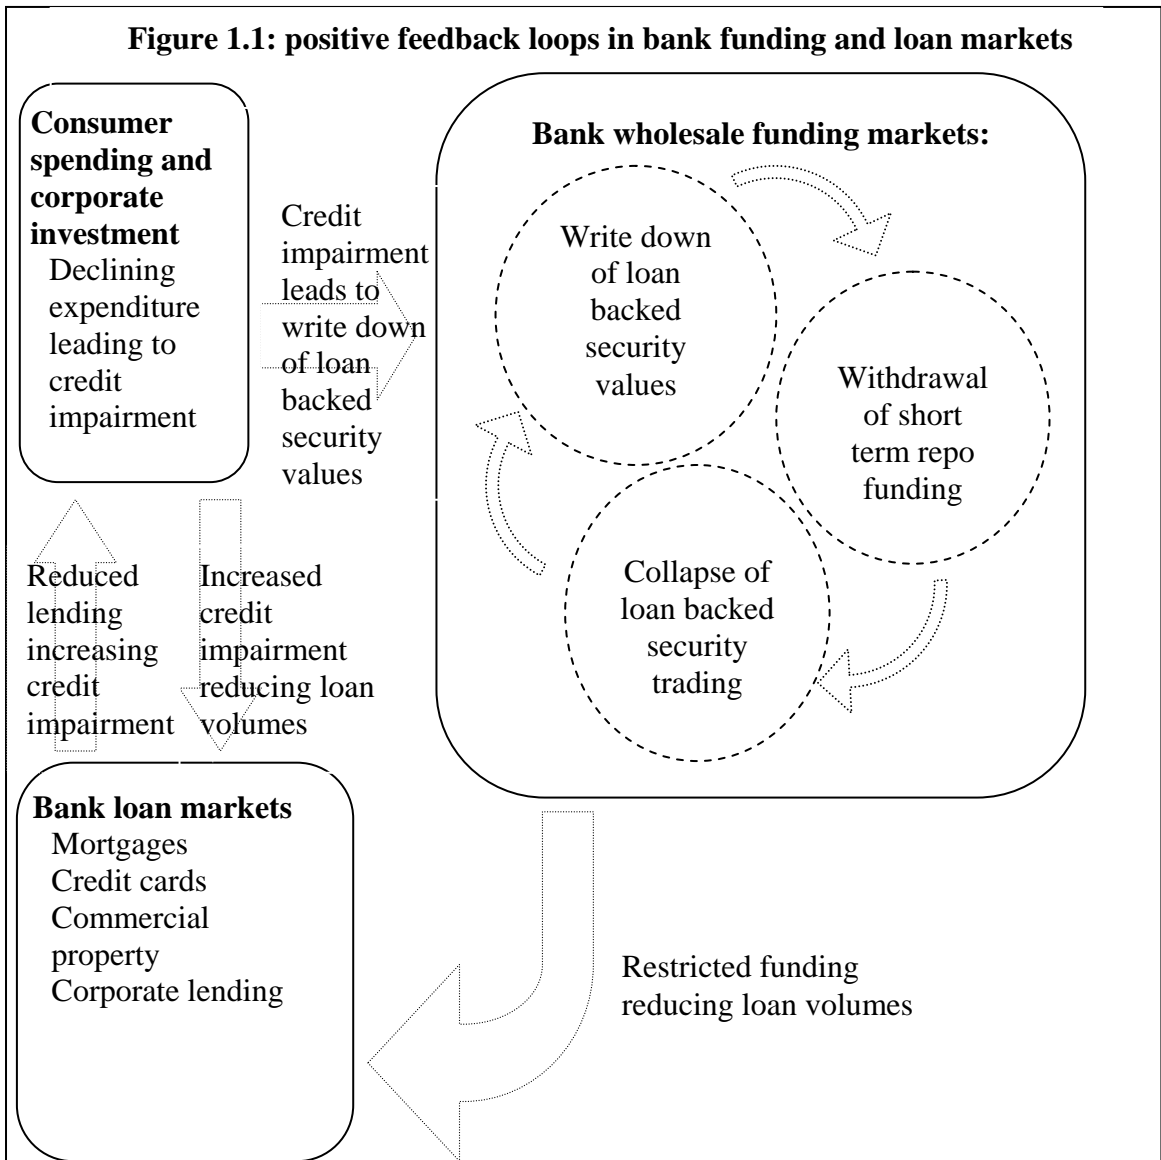 Figure 1.1: positive feedback loops in bank funding and loan markets
Consumer
spending and
corporate
investment
Declining
expenditure
leading to
credit
impairment
Credit
impairment
leads to
write down
of loan
backed
security
values
Bank wholesale funding markets:
Write down
of loan
backed
security
values
Withdrawal
of short
term repo
funding
Collapse of
loan backed
security
trading
Reduced
lending
increasing
credit
impairment
Increased
credit
impairment
reducing loan
volumes
Bank loan markets
Mortgages
Credit cards
Commercial
property
Corporate lending
Restricted funding
reducing loan volumes